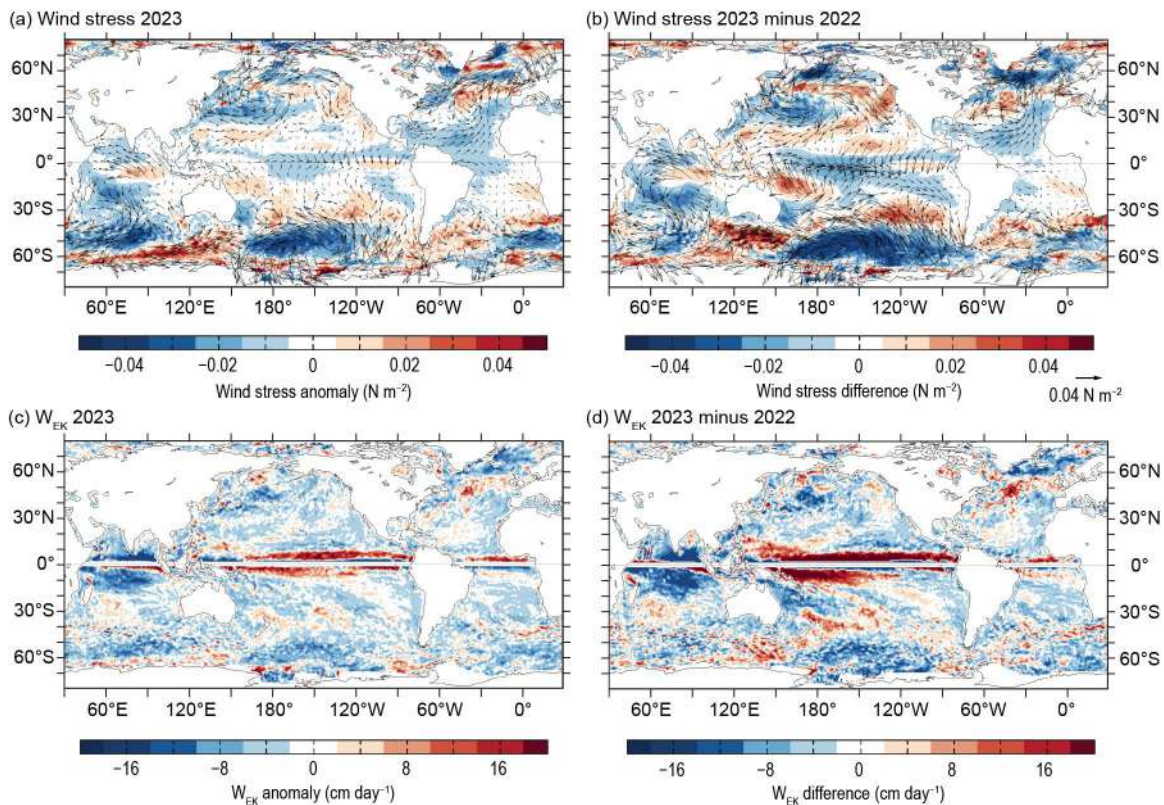 (a) Wind stress 2023
(b) Wind stress 2023 minus 2022
60°N 60°N
30°N 30°N
0° 0°
30°S 30°S
60°S 60°S
60°E 120°E 180° 120°W 60°W 0° 60°E 120°E 180° 120°W 60°W 0°
−0.04 −0.02 0 0.02 0.04 −0.04 −0.02 0 0.02 0.04
Wind stress anomaly (N m⁻²) Wind stress difference (N m⁻²) 0.04 N m⁻²
(c) W_EK 2023
(d) W_EK 2023 minus 2022
60°N 60°N
30°N 30°N
0° 0°
30°S 30°S
60°S 60°S
60°E 120°E 180° 120°W 60°W 0° 60°E 120°E 180° 120°W 60°W 0°
−16 −8 0 8 16 −16 −8 0 8 16
W_EK anomaly (cm day⁻¹) W_EK difference (cm day⁻¹)